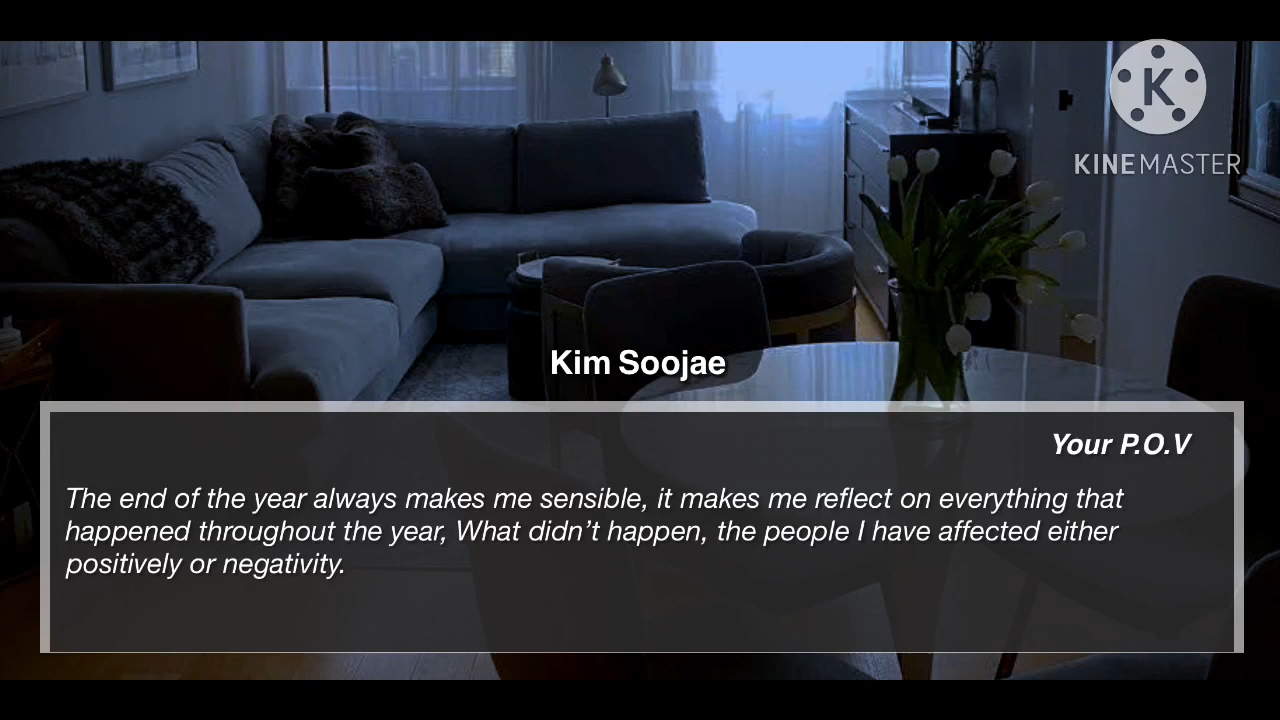 KINEMASTER
Kim Soojae
Your P.O.V
The end of the year always makes me sensible, it makes me reflect on everything that
happened throughout the year, What didn’t happen, the people I have affected either
positively or negativity.